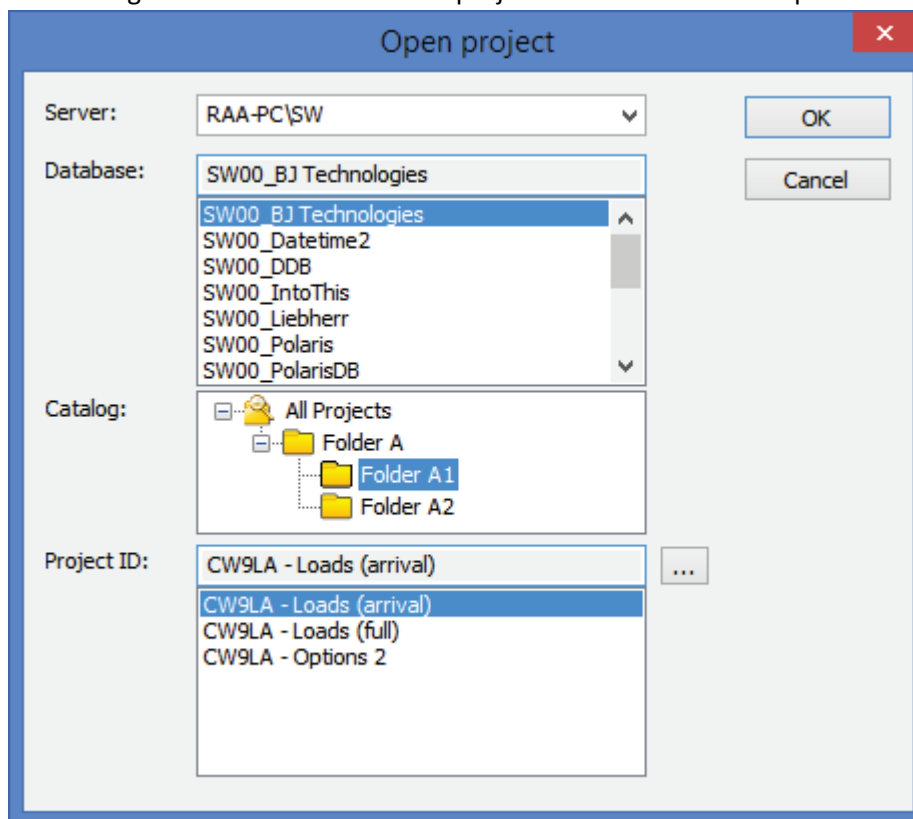 Open project
Server:
RAA-PC\SW
OK
Database:
SW00_BJ Technologies
Cancel
SW00_BJ Technologies
SW00_Datetime2
SW00_DDB
SW00_IntoThis
SW00_Liebherr
SW00_Polaris
SW00_PolarisDB
Catalog:
All Projects
Folder A
Folder A1
Folder A2
Project ID:
CW9LA - Loads (arrival)
...
CW9LA - Loads (arrival)
CW9LA - Loads (full)
CW9LA - Options 2